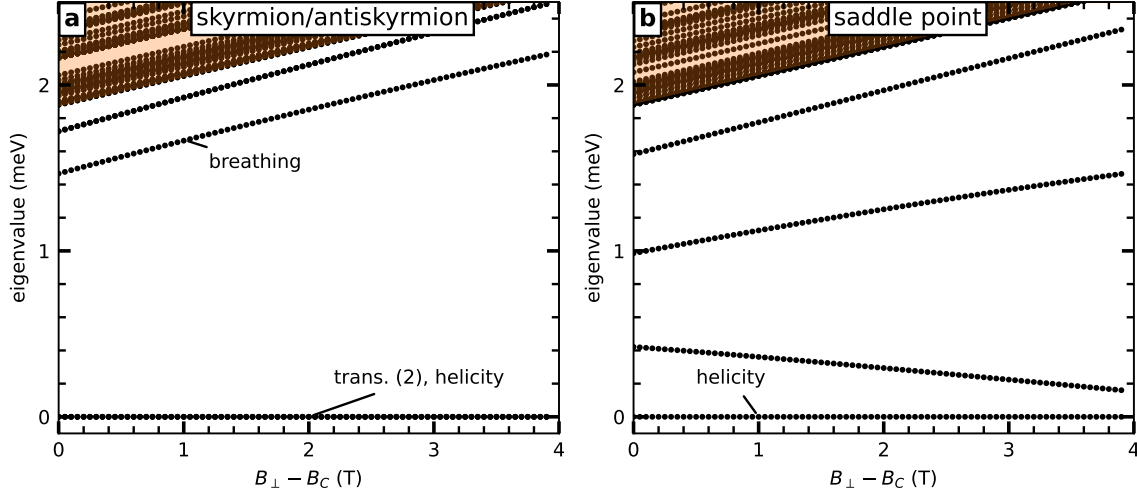 a
skyrmion/antiskyrmion
2
1
0
eigenvalue (meV)
breathing
trans. (2), helicity
0 1 2 3 4
B⊥ − BC (T)
b
saddle point
2
1
0
eigenvalue (meV)
helicity
0 1 2 3 4
B⊥ − BC (T)